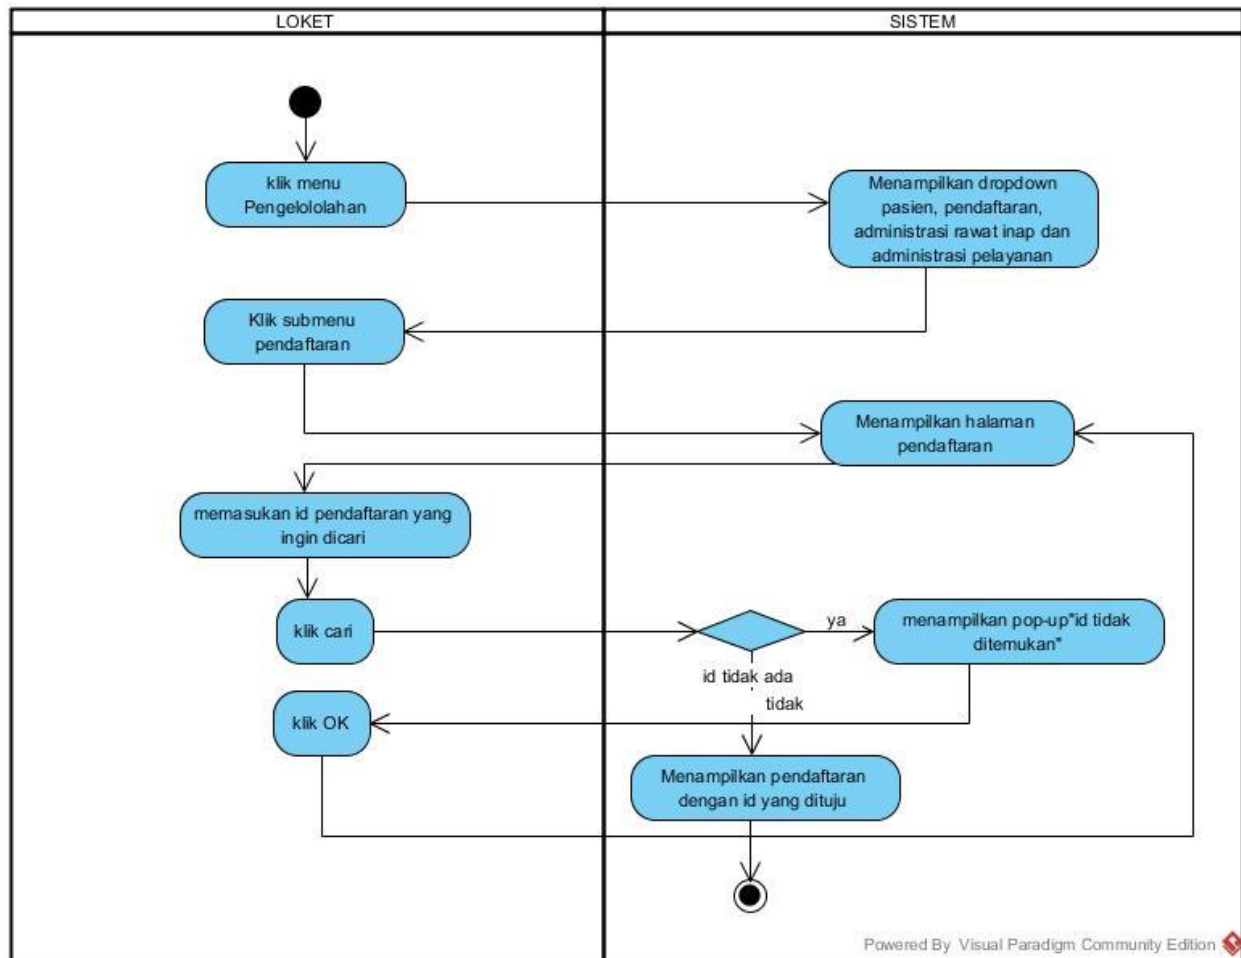 LOKET
SISTEM
klik menu
Pengelololahan
Menampilkan dropdown
pasien, pendaftaran,
administrasi rawat inap dan
administrasi pelayanan
Klik submenu
pendaftaran
Menampilkan halaman
pendaftaran
memasukan id pendaftaran yang
ingin dicari
klik cari
ya
menampilkan pop-up"id tidak
ditemukan"
id tidak ada
tidak
klik OK
Menampilkan pendaftaran
dengan id yang dituju
Powered By Visual Paradigm Community Edition